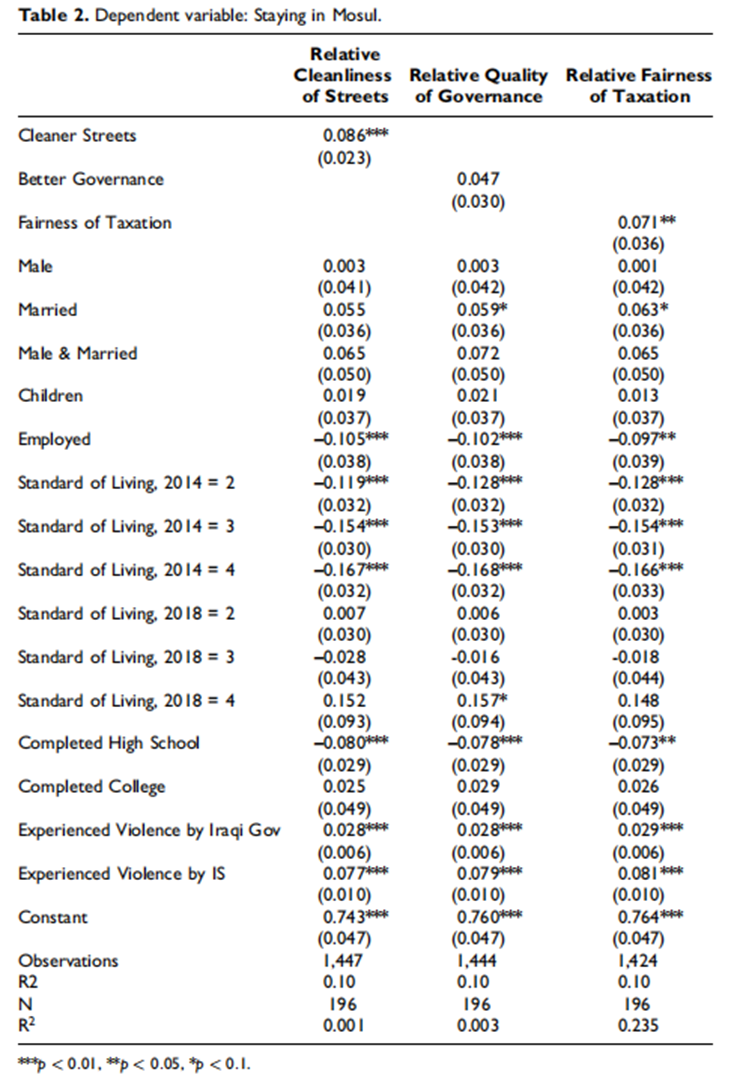 Table 2. Dependent variable: Staying in Mosul.
Relative Cleanliness of Streets Relative Quality of Governance Relative Fairness of Taxation
Cleaner Streets 0.086***
(0.023)
Better Governance 0.047
(0.030)
Fairness of Taxation 0.071**
(0.036)
Male 0.003 0.003 0.001
(0.041) (0.042) (0.042)
Married 0.055 0.059* 0.063*
(0.036) (0.036) (0.036)
Male & Married 0.065 0.072 0.065
(0.050) (0.050) (0.050)
Children 0.019 0.021 0.013
(0.037) (0.037) (0.037)
Employed –0.105*** –0.102*** –0.097**
(0.038) (0.038) (0.039)
Standard of Living, 2014 = 2 –0.119*** –0.128*** –0.128***
(0.032) (0.032) (0.032)
Standard of Living, 2014 = 3 –0.154*** –0.153*** –0.154***
(0.030) (0.030) (0.031)
Standard of Living, 2014 = 4 –0.167*** –0.168*** –0.166***
(0.032) (0.032) (0.033)
Standard of Living, 2018 = 2 0.007 0.006 0.003
(0.030) (0.030) (0.030)
Standard of Living, 2018 = 3 –0.028 -0.016 -0.018
(0.043) (0.043) (0.044)
Standard of Living, 2018 = 4 0.152 0.157* 0.148
(0.093) (0.094) (0.095)
Completed High School –0.080*** –0.078*** –0.073**
(0.029) (0.029) (0.029)
Completed College 0.025 0.029 0.026
(0.049) (0.049) (0.049)
Experienced Violence by Iraqi Gov 0.028*** 0.028*** 0.029***
(0.006) (0.006) (0.006)
Experienced Violence by IS 0.077*** 0.079*** 0.081***
(0.010) (0.010) (0.010)
Constant 0.743*** 0.760*** 0.764***
(0.047) (0.047) (0.047)
Observations 1,447 1,444 1,424
R2 0.10 0.10 0.10
N 196 196 196
R² 0.001 0.003 0.235
***p < 0.01, **p < 0.05, *p < 0.1.